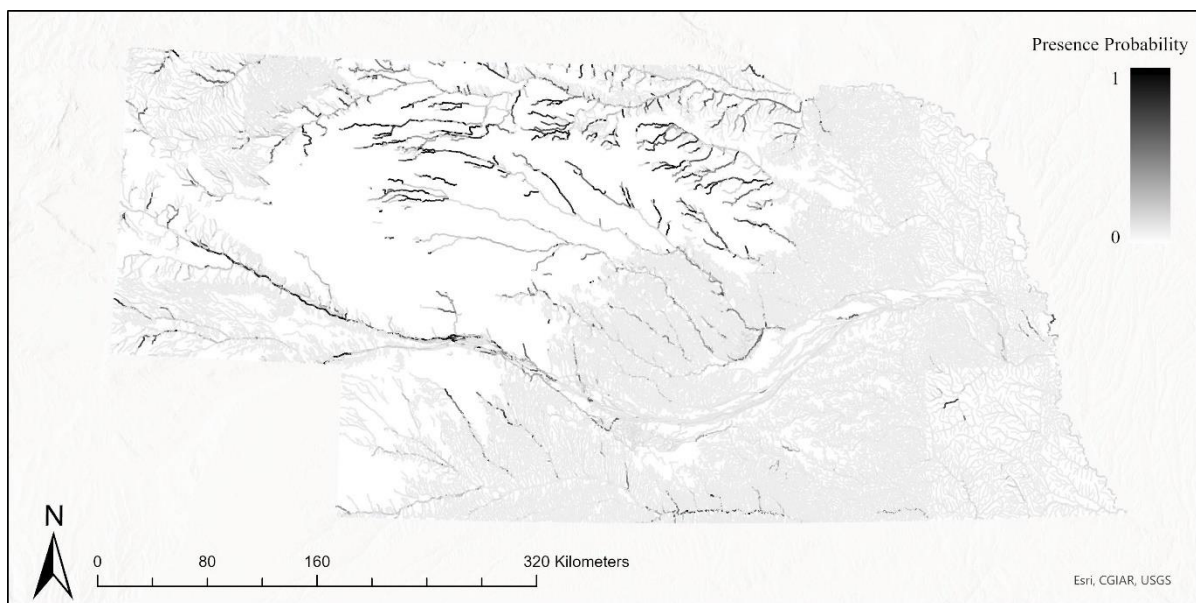 Presence Probability
1
0
N
0 80 160 320 Kilometers
Esri, CGIAR, USGS